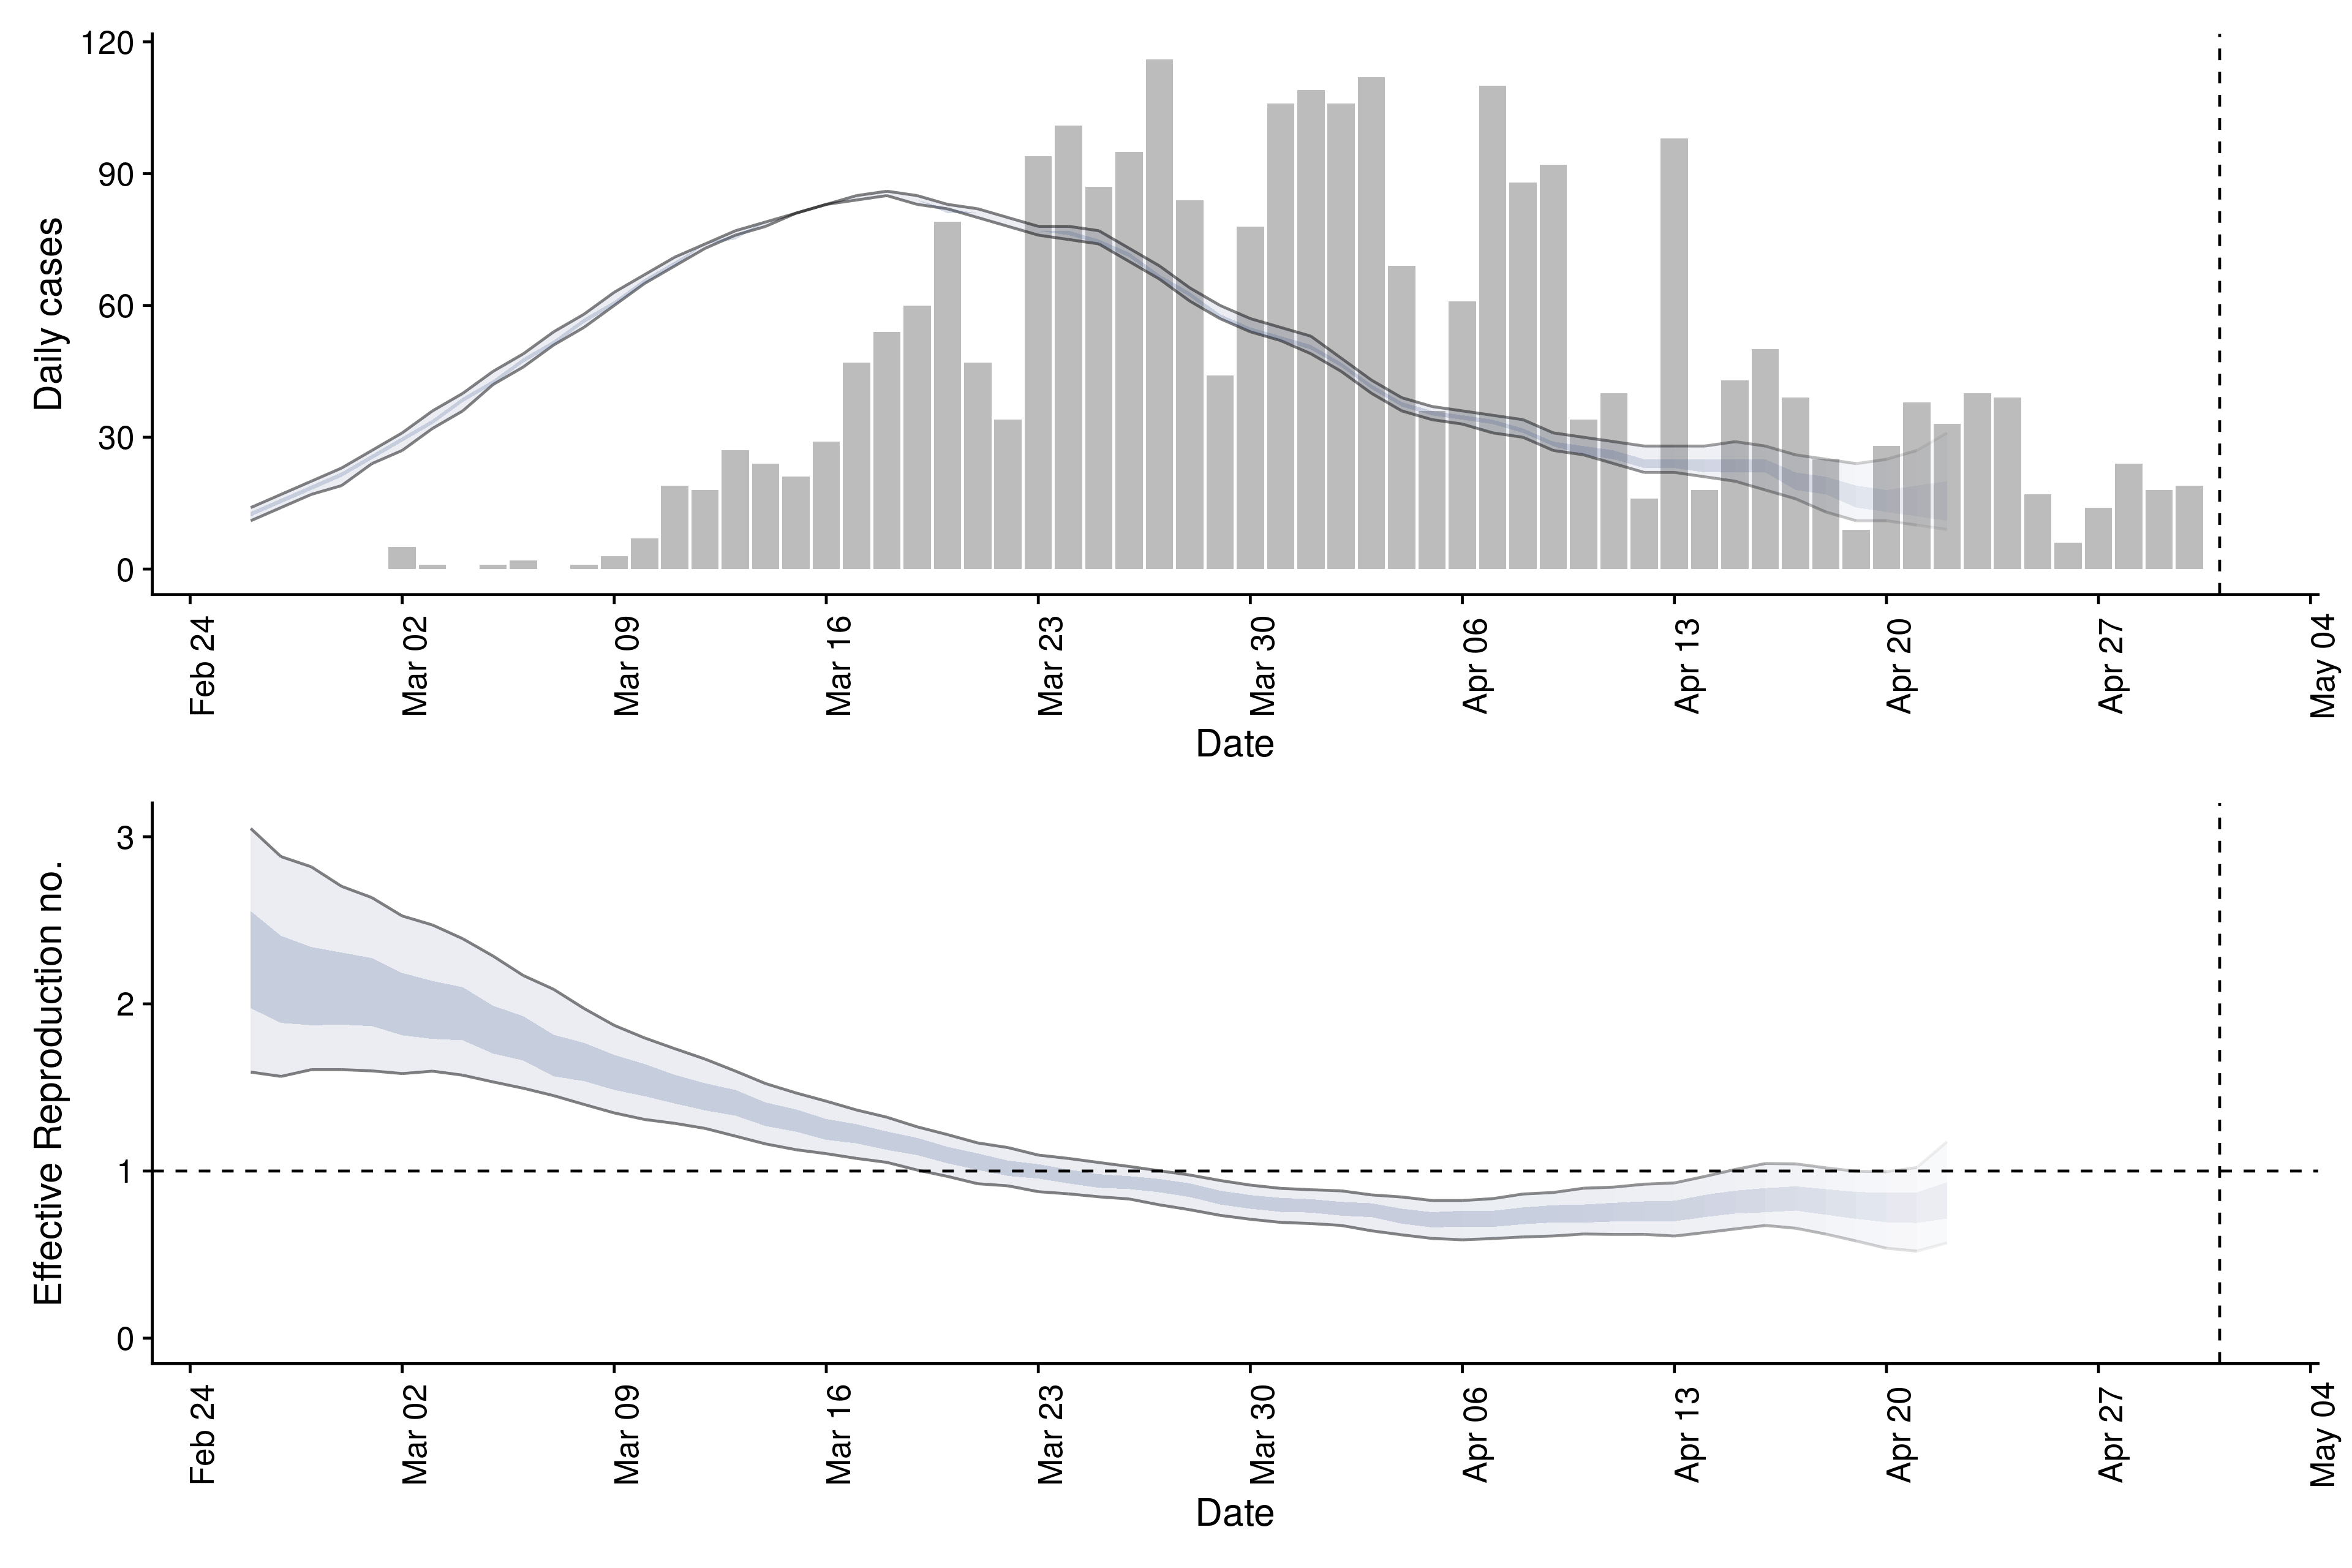 120
90
60
30
0
Daily cases
Feb 24
Mar 02
Mar 09
Mar 16
Mar 23
Mar 30
Apr 06
Apr 13
Apr 20
Apr 27
May 04
Date
3
2
1
0
Effective Reproduction no.
Feb 24
Mar 02
Mar 09
Mar 16
Mar 23
Mar 30
Apr 06
Apr 13
Apr 20
Apr 27
May 04
Date